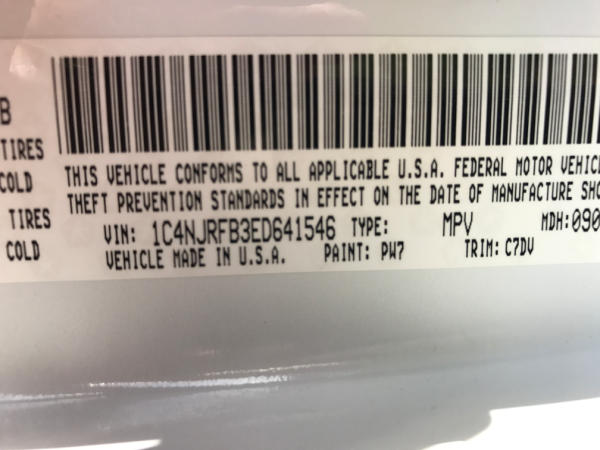 B
TIRES
COLD
TIRES
COLD
THIS VEHICLE CONFORMS TO ALL APPLICABLE U.S.A. FEDERAL MOTOR VEHICL
THEFT PREVENTION STANDARDS IN EFFECT ON THE DATE OF MANUFACTURE SHO
VIN: 1C4NJRFB3ED641546 TYPE: MPV MDH:090
VEHICLE MADE IN U.S.A. PAINT: PW7 TRIM: C7DV